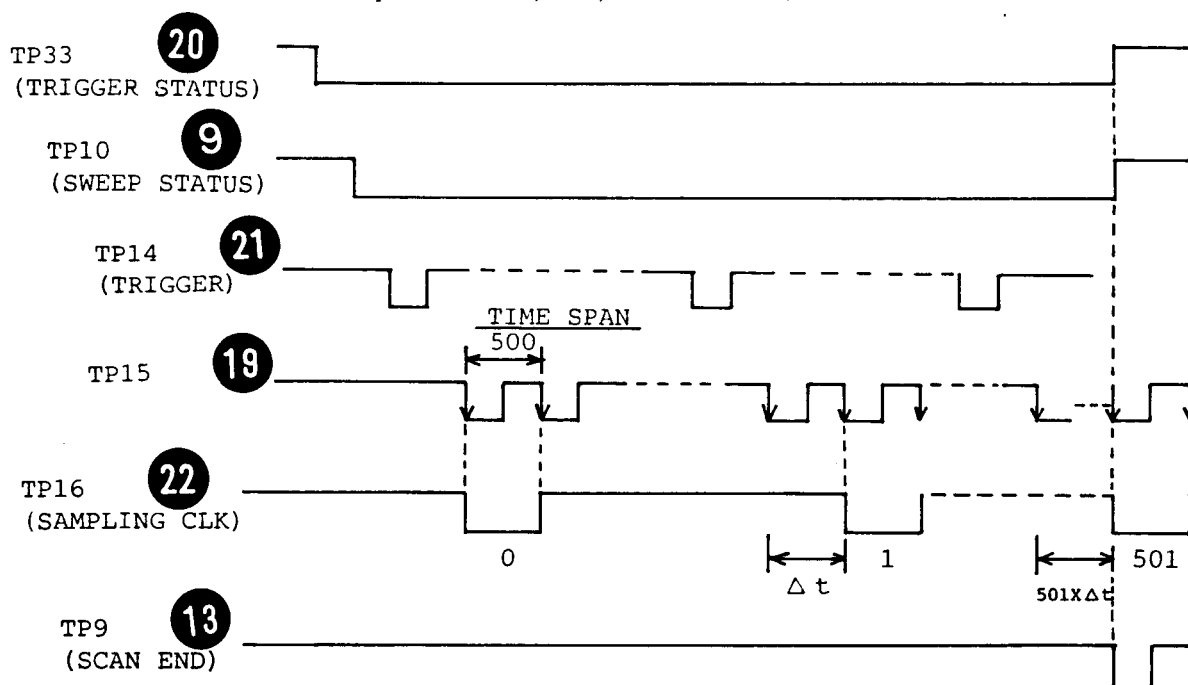 TP33
20
(TRIGGER STATUS)
TP10
9
(SWEEP STATUS)
TP14
21
(TRIGGER)
TIME SPAN
500
TP15
19
TP16
22
(SAMPLING CLK)
0
Δt
1
501XΔt
501
TP9
13
(SCAN END)